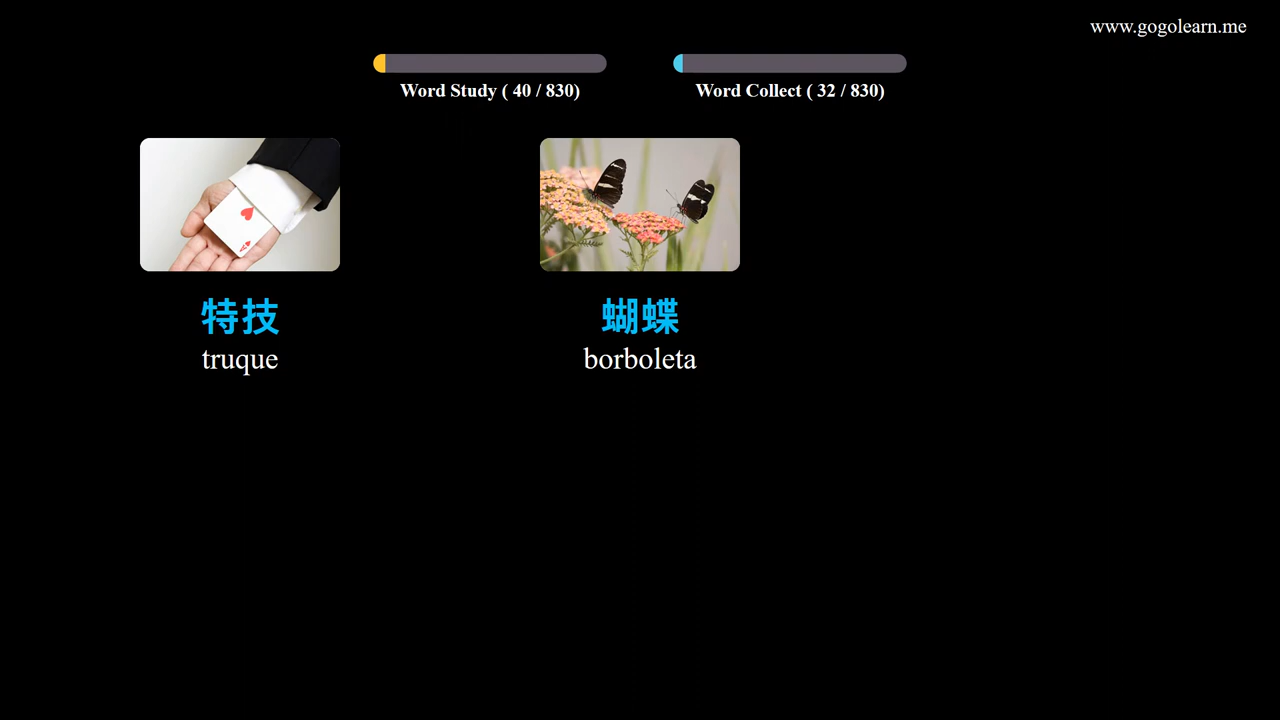 www.gogolearn.me
Word Study ( 40 / 830)
Word Collect ( 32 / 830)
特技
truque
蝴蝶
borboleta